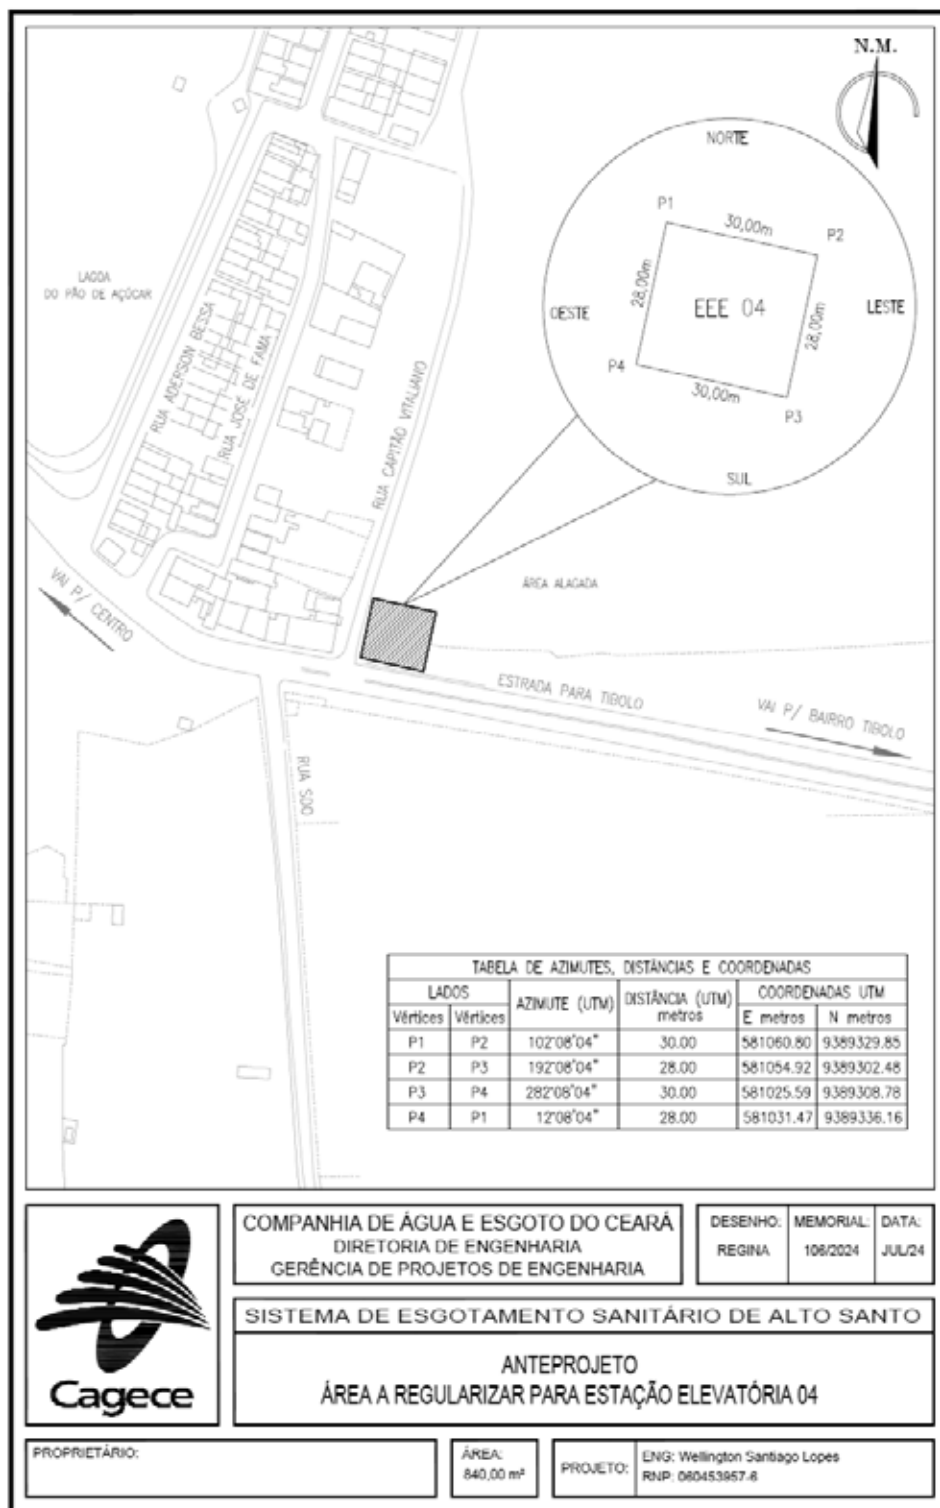 N.M.
NORTE
P1
30,00m
P2
28,00m
EEE 04
28,00m
OESTE
LESTE
P4
30,00m
P3
SUL
LAGOA
DO PÃO DE AÇÚCAR
RUA ADERSON BESSA
RUA JOSÉ DE FAMA
RUA CAPITÃO VITALIANO
VAI P/ CENTRO
ÁREA ALAGADA
ESTRADA PARA TIBOLO
VAI P/ BAIRRO TIBOLO
RUA SDO
TABELA DE AZIMUTES, DISTÂNCIAS E COORDENADAS
LADOS AZIMUTE (UTM) DISTÂNCIA (UTM) metros COORDENADAS UTM
Vértices Vértices E metros N metros
P1 P2 102°08'04" 30.00 581060.80 9389329.85
P2 P3 192°08'04" 28.00 581054.92 9389302.48
P3 P4 282°08'04" 30.00 581025.59 9389308.78
P4 P1 12°08'04" 28.00 581031.47 9389336.16
Cagece
COMPANHIA DE ÁGUA E ESGOTO DO CEARÁ
DIRETORIA DE ENGENHARIA
GERÊNCIA DE PROJETOS DE ENGENHARIA
DESENHO: MEMORIAL: DATA:
REGINA 106/2024 JUL/24
SISTEMA DE ESGOTAMENTO SANITÁRIO DE ALTO SANTO
ANTEPROJETO
ÁREA A REGULARIZAR PARA ESTAÇÃO ELEVATÓRIA 04
PROPRIETÁRIO:
ÁREA:
840,00 m²
PROJETO:
ENG: Wellington Santiago Lopes
RNP: 060453957-6